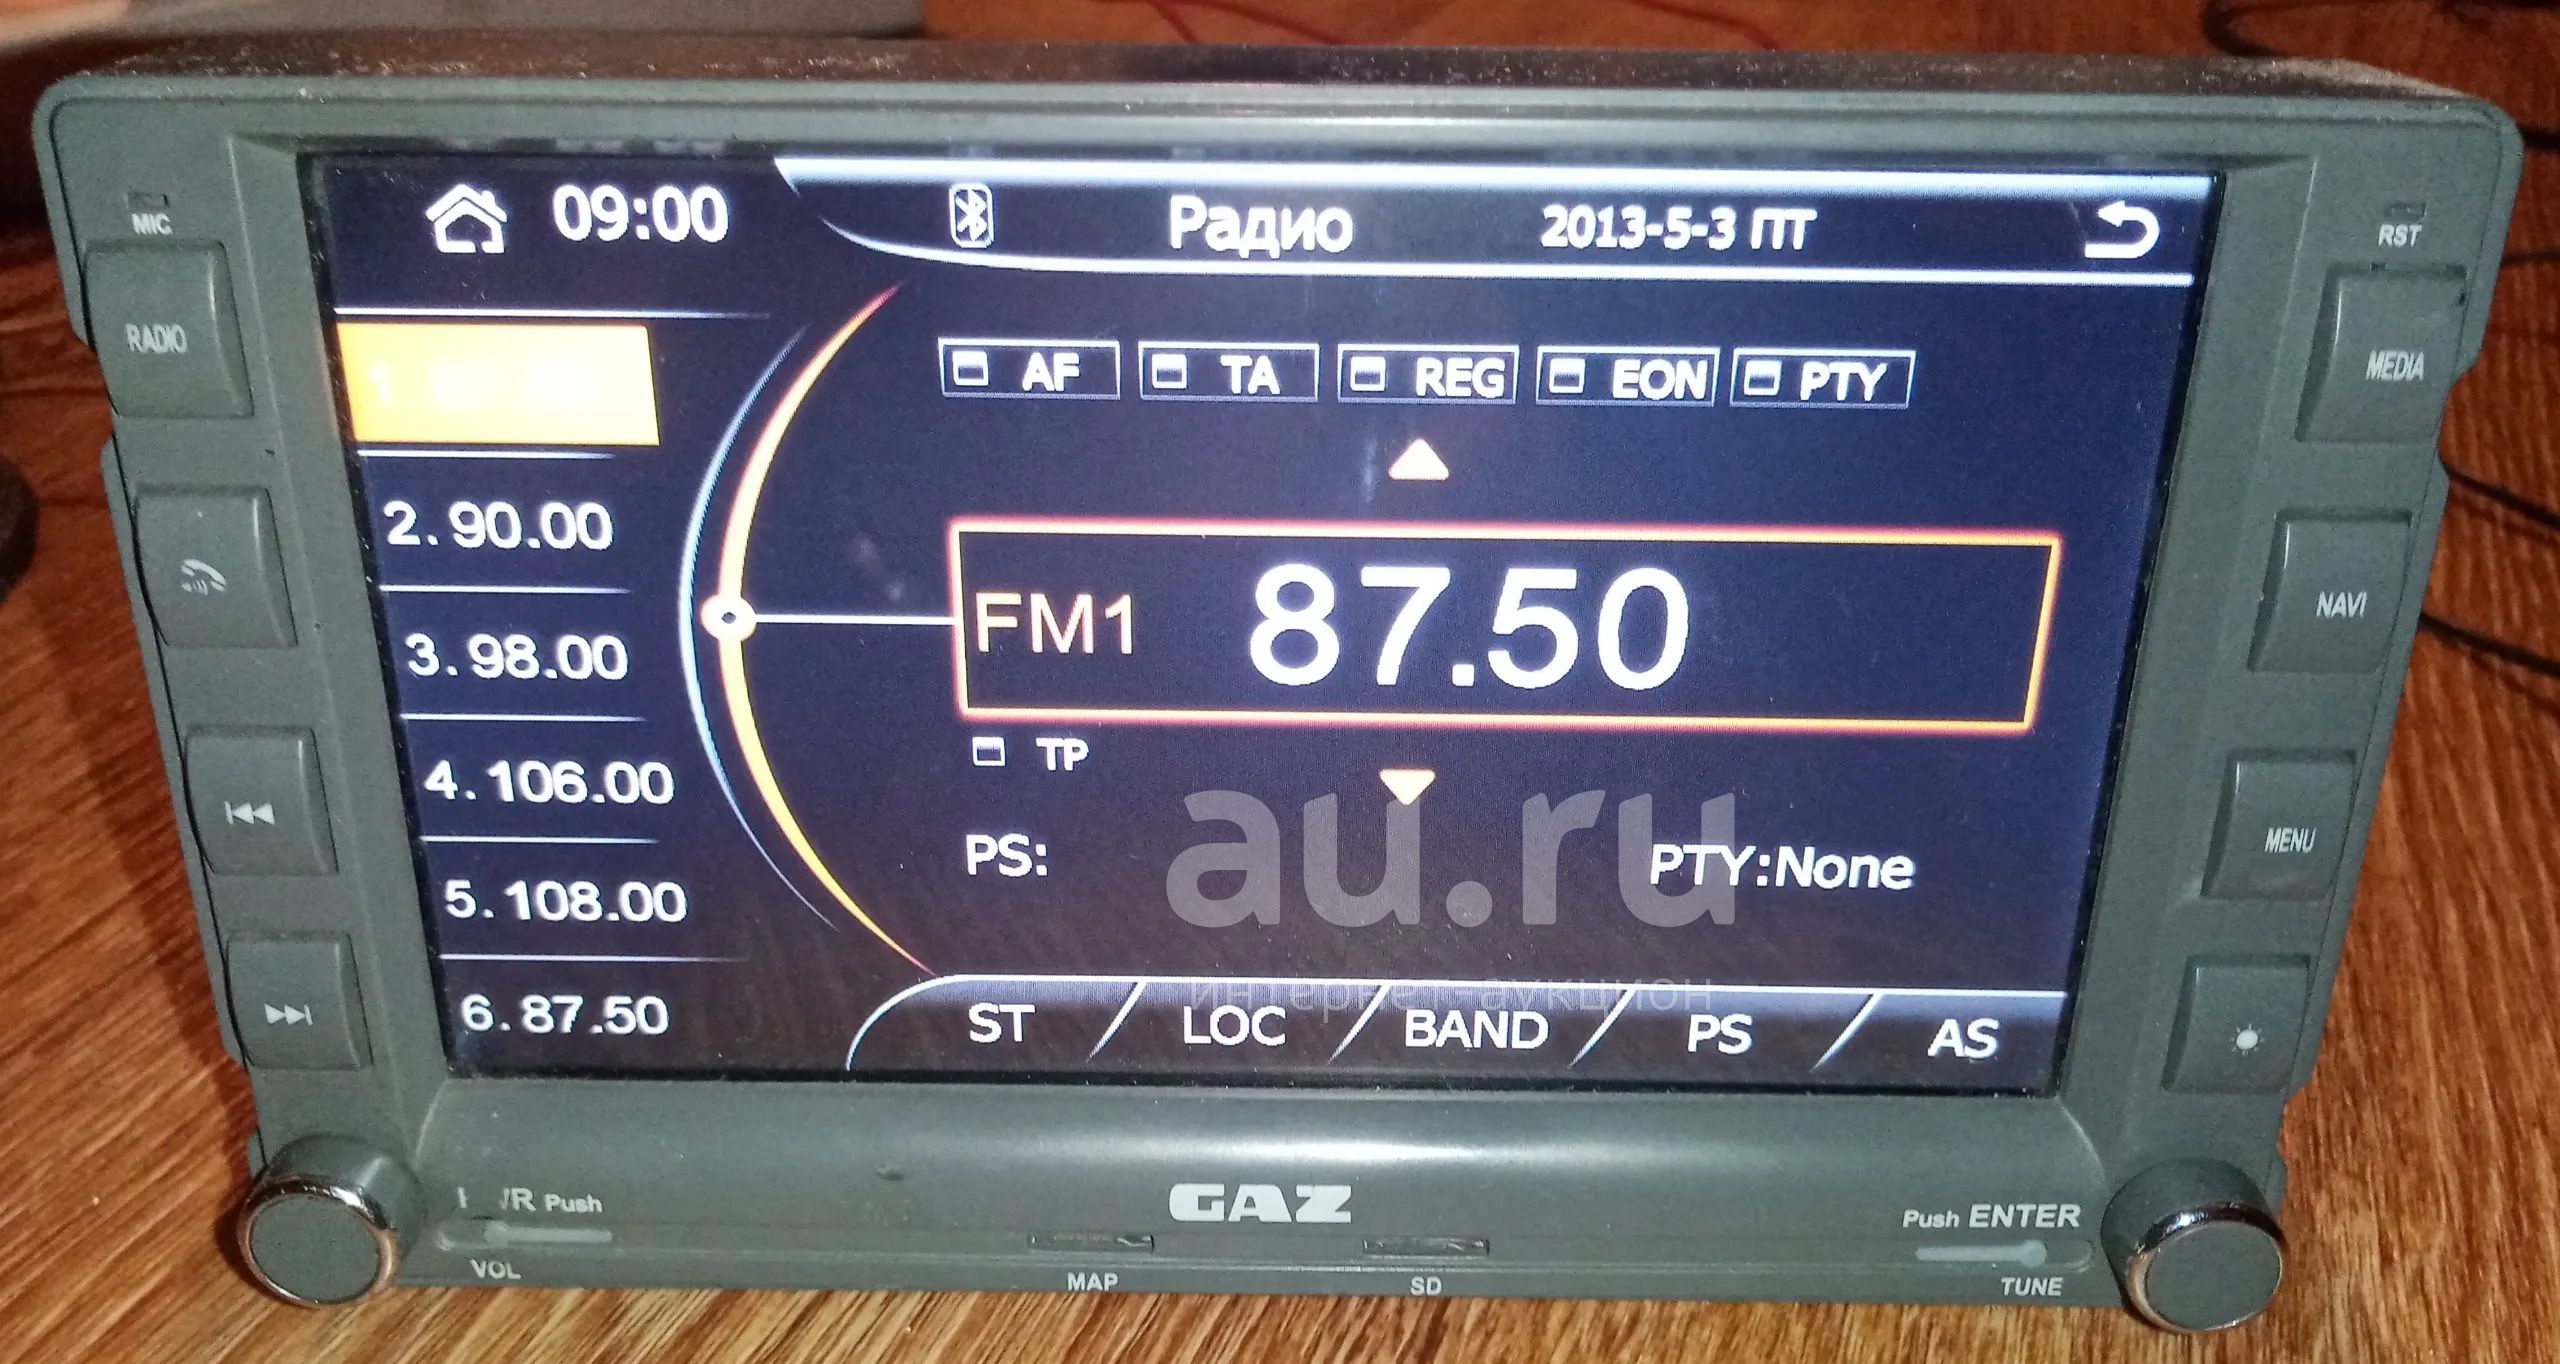 MIC
RADIO
09:00
Радио
2013-5-3 ПТ
RST
MEDIA
AF TA REG EON PTY
2.90.00
3.98.00
4.106.00
5.108.00
6.87.50
FM1 87.50
NAVI
TP
PS:
PTY:None
MENU
au.ru
интернет-аукцион
ST LOC BAND PS AS
Push
VOL
GAZ
MAP
SD
Push ENTER
TUNE